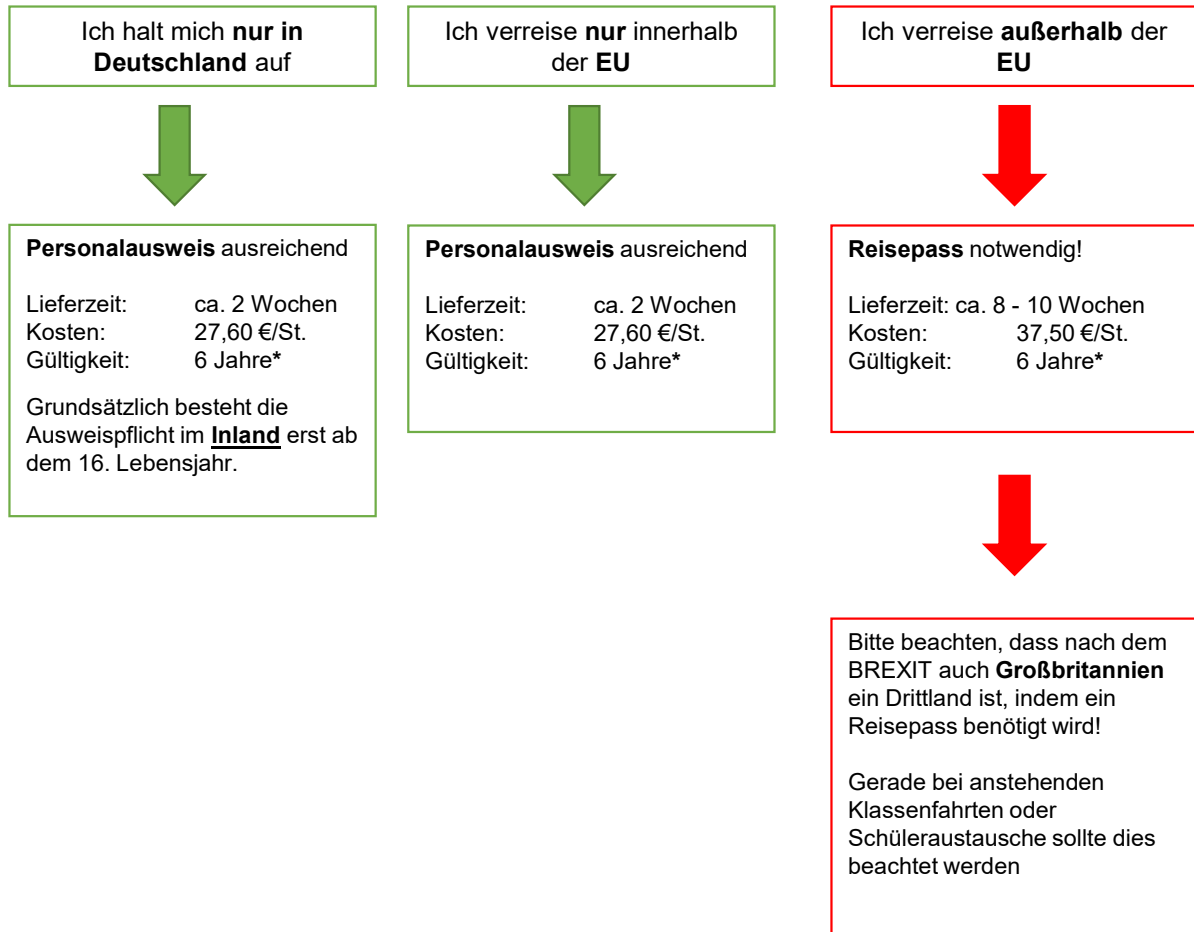 Ich halt mich nur in
Deutschland auf
Ich verreise nur innerhalb
der EU
Ich verreise außerhalb der
EU
Personalausweis ausreichend
Lieferzeit: ca. 2 Wochen
Kosten: 27,60 €/St.
Gültigkeit: 6 Jahre*
Grundsätzlich besteht die
Ausweispflicht im Inland erst ab
dem 16. Lebensjahr.
Personalausweis ausreichend
Lieferzeit: ca. 2 Wochen
Kosten: 27,60 €/St.
Gültigkeit: 6 Jahre*
Reisepass notwendig!
Lieferzeit: ca. 8 - 10 Wochen
Kosten: 37,50 €/St.
Gültigkeit: 6 Jahre*
Bitte beachten, dass nach dem
BREXIT auch Großbritannien
ein Drittland ist, indem ein
Reisepass benötigt wird!
Gerade bei anstehenden
Klassenfahrten oder
Schüleraustausche sollte dies
beachtet werden